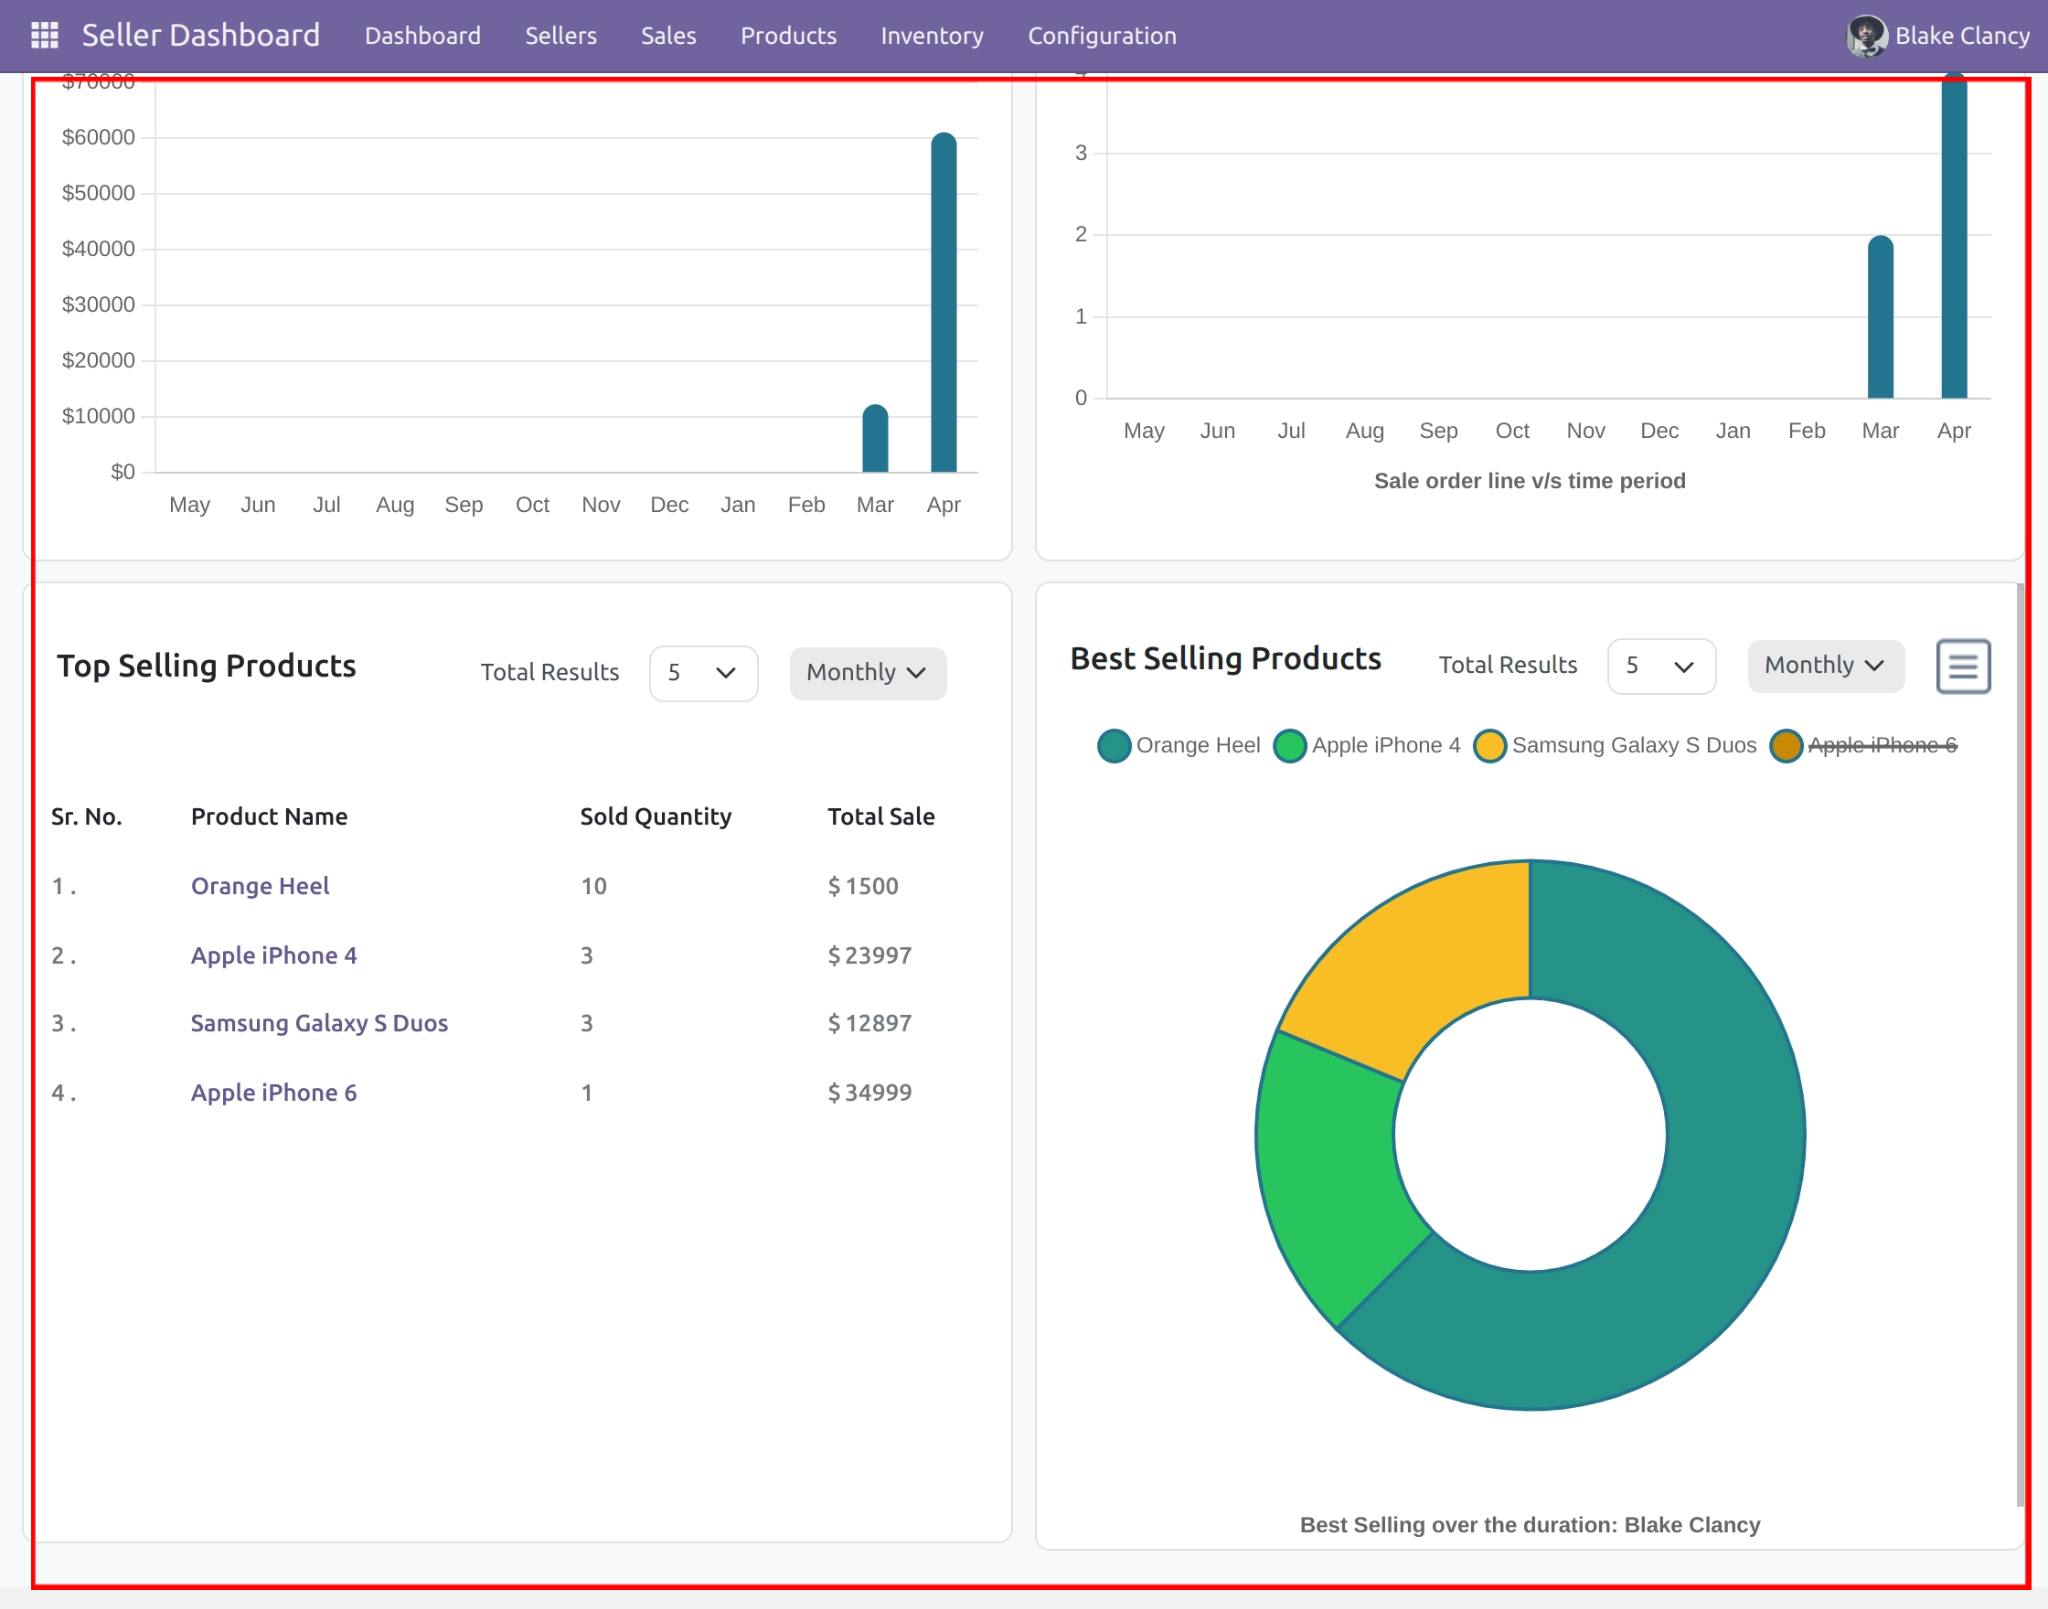 Seller Dashboard Dashboard Sellers Sales Products Inventory Configuration Blake Clancy
$70000
$60000
$50000
$40000
$30000
$20000
$10000
$0
May Jun Jul Aug Sep Oct Nov Dec Jan Feb Mar Apr
4
3
2
1
0
May Jun Jul Aug Sep Oct Nov Dec Jan Feb Mar Apr
Sale order line v/s time period
Top Selling Products Total Results 5 Monthly
Sr. No. Product Name Sold Quantity Total Sale
1 . Orange Heel 10 $ 1500
2 . Apple iPhone 4 3 $ 23997
3 . Samsung Galaxy S Duos 3 $ 12897
4 . Apple iPhone 6 1 $ 34999
Best Selling Products Total Results 5 Monthly
Orange Heel Apple iPhone 4 Samsung Galaxy S Duos Apple iPhone 6
Best Selling over the duration: Blake Clancy